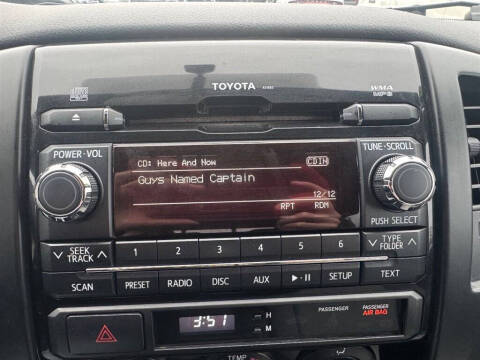 TOYOTA
WMA
MP3
POWER·VOL
TUNE·SCROLL
CD: Here And Now
CD IN
Guys Named Captain
12/12
RPT RDM
PUSH SELECT
SEEK TRACK
1 2 3 4 5 6
TYPE FOLDER
SCAN
PRESET RADIO DISC AUX SETUP
TEXT
3:57
H
M
PASSENGER
PASSENGER
AIR BAG
TEMP